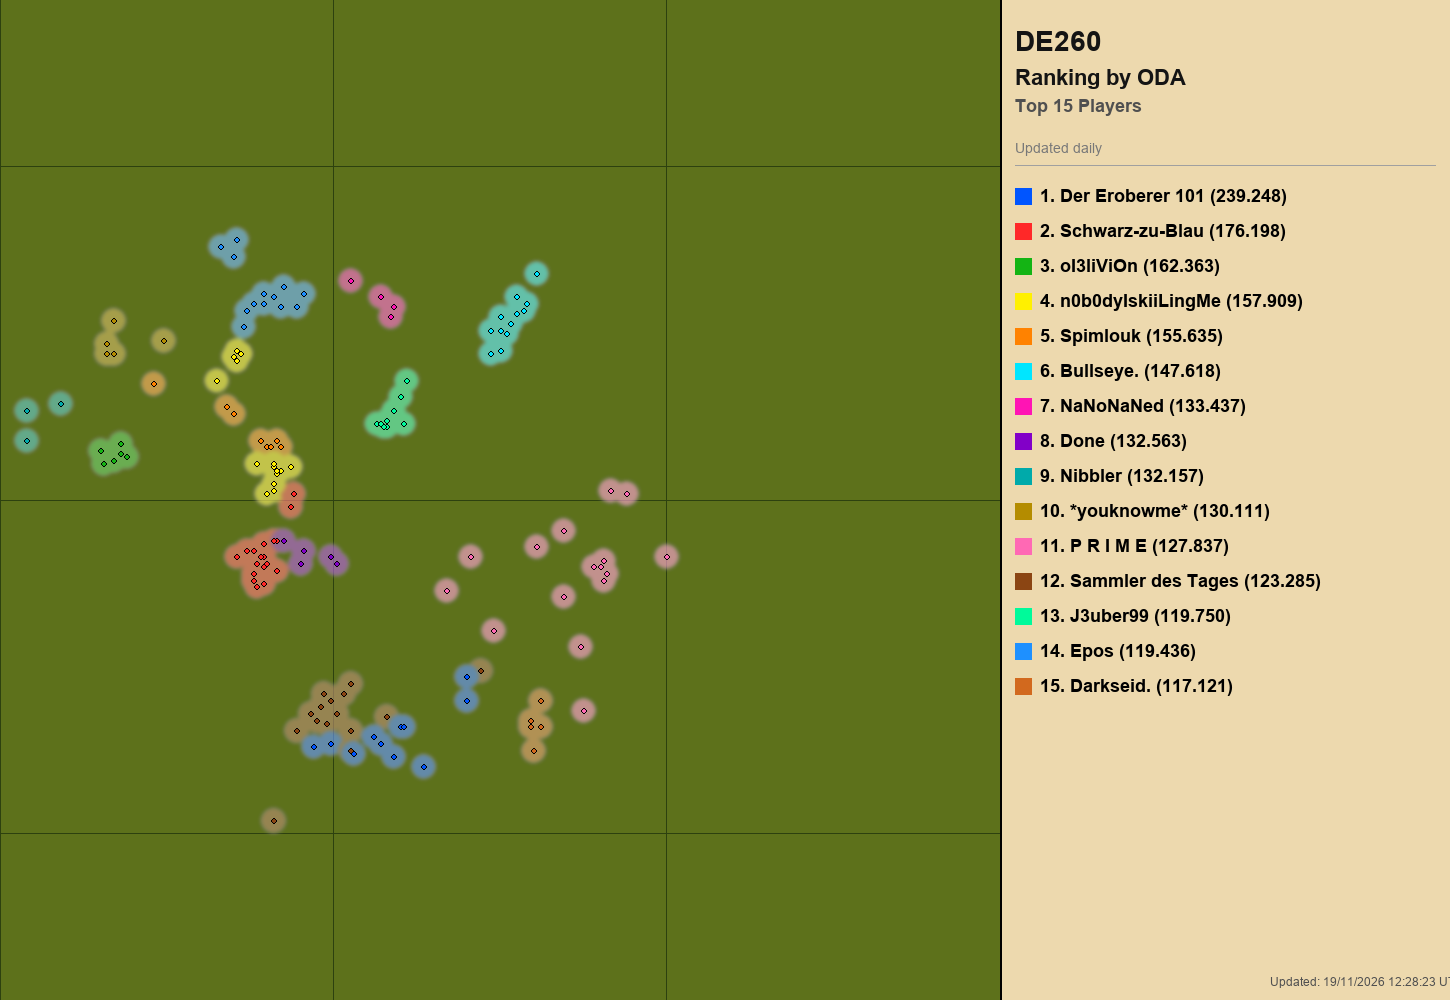 DE260
Ranking by ODA
Top 15 Players
Updated daily
1. Der Eroberer 101 (239.248)
2. Schwarz-zu-Blau (176.198)
3. ol3liViOn (162.363)
4. n0b0dylskiiLingMe (157.909)
5. Spimlouk (155.635)
6. Bullseye. (147.618)
7. NaNoNaNed (133.437)
8. Done (132.563)
9. Nibbler (132.157)
10. *youknowme* (130.111)
11. P R I M E (127.837)
12. Sammler des Tages (123.285)
13. J3uber99 (119.750)
14. Epos (119.436)
15. Darkseid. (117.121)
Updated: 19/11/2026 12:28:23